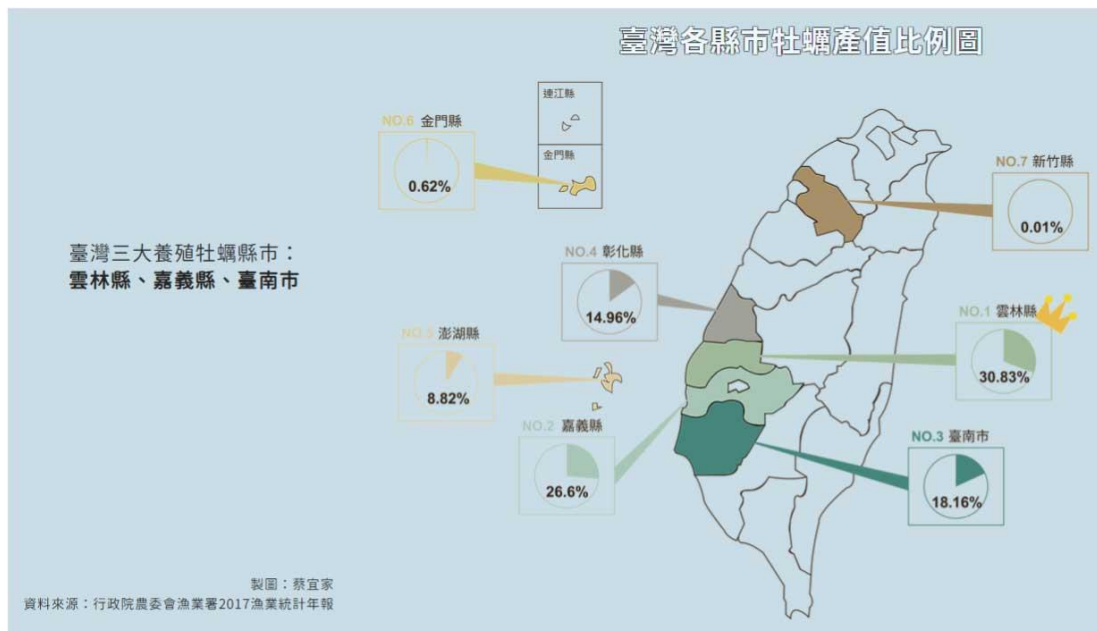 臺灣各縣市牡蠣產值比例圖
連江縣
NO.6 金門縣
0.62%
金門縣
NO.7 新竹縣
0.01%
臺灣三大養殖牡蠣縣市：
雲林縣、嘉義縣、臺南市
NO.4 彰化縣
14.96%
NO.1 雲林縣
30.83%
NO.5 澎湖縣
8.82%
NO.2 嘉義縣
26.6%
NO.3 臺南市
18.16%
製圖：蔡宜家
資料來源：行政院農委會漁業署2017漁業統計年報